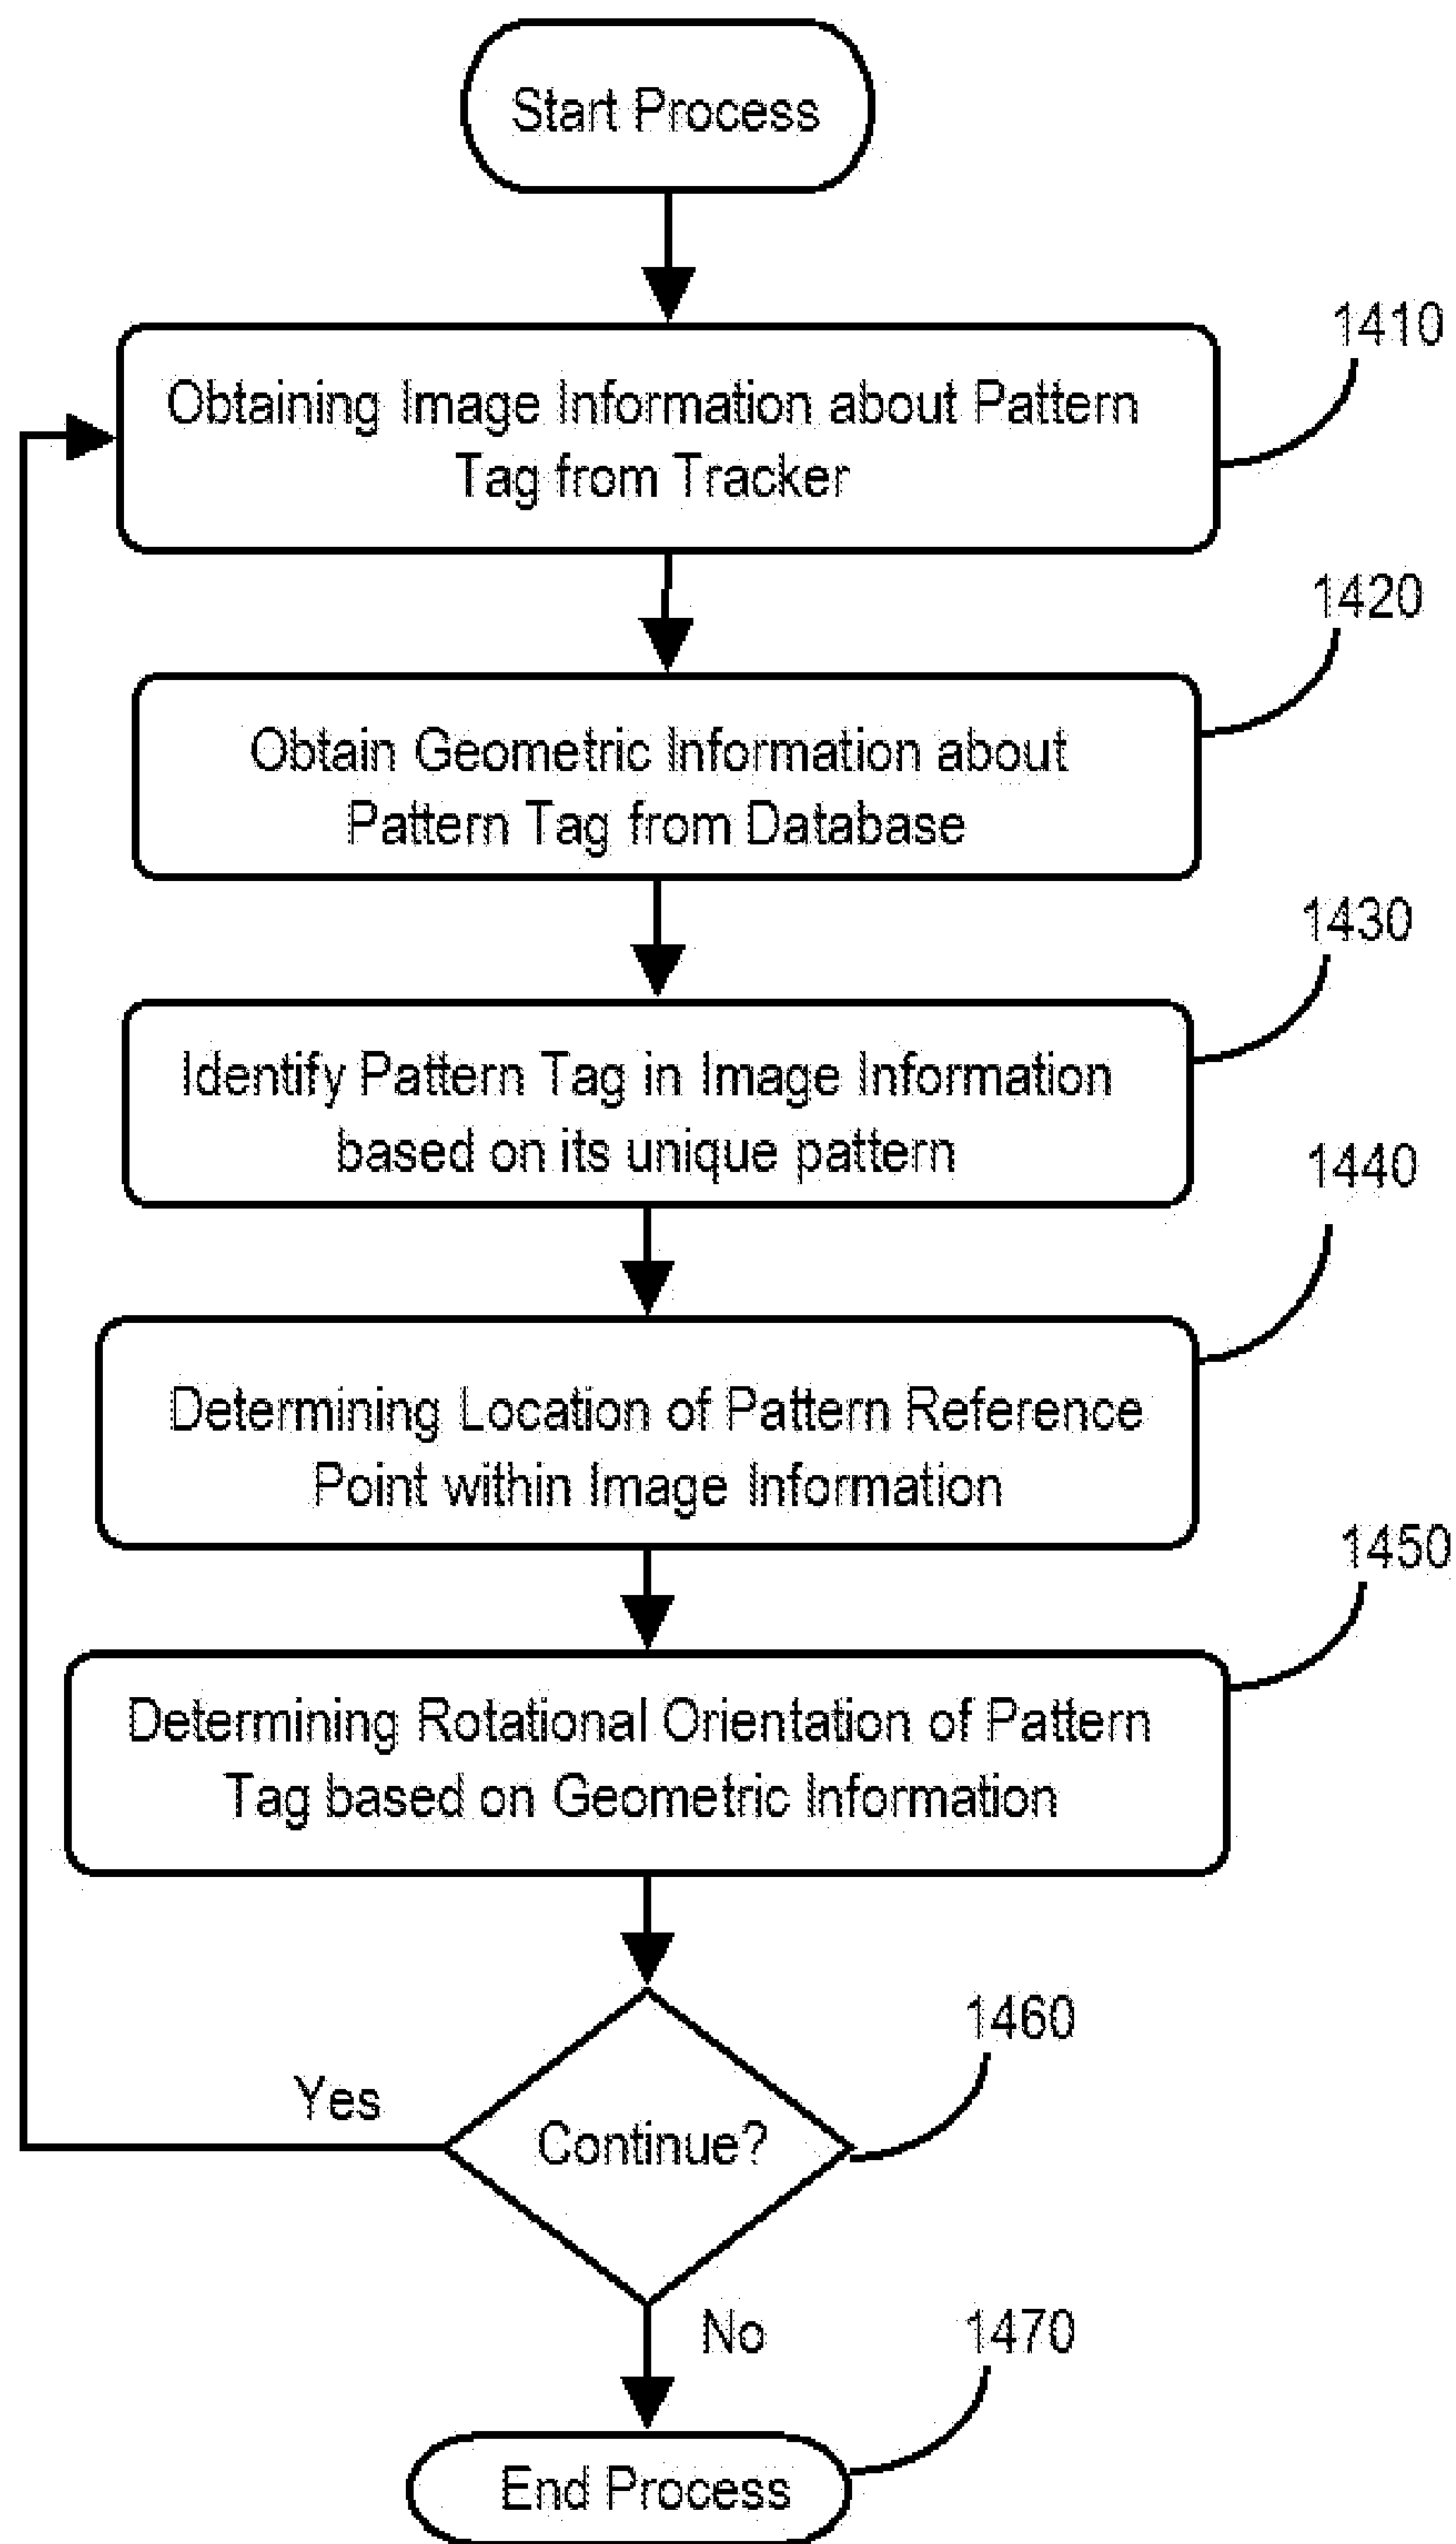 Start Process
1410
Obtaining Image Information about Pattern
Tag from Tracker
1420
Obtain Geometric Information about
Pattern Tag from Database
1430
Identify Pattern Tag in Image Information
based on its unique pattern
1440
Determining Location of Pattern Reference
Point within Image Information
1450
Determining Rotational Orientation of Pattern
Tag based on Geometric Information
1460
Yes
Continue?
No
1470
End Process